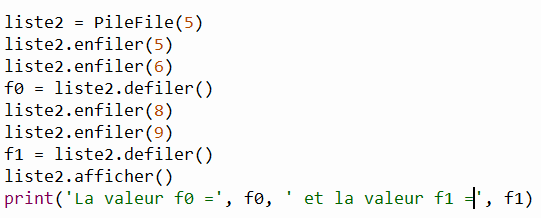 liste2 = PileFile(5)
liste2.enfiler(5)
liste2.enfiler(6)
f0 = liste2.defiler()
liste2.enfiler(8)
liste2.enfiler(9)
f1 = liste2.defiler()
liste2.afficher()
print('La valeur f0 =', f0, ' et la valeur f1 =', f1)